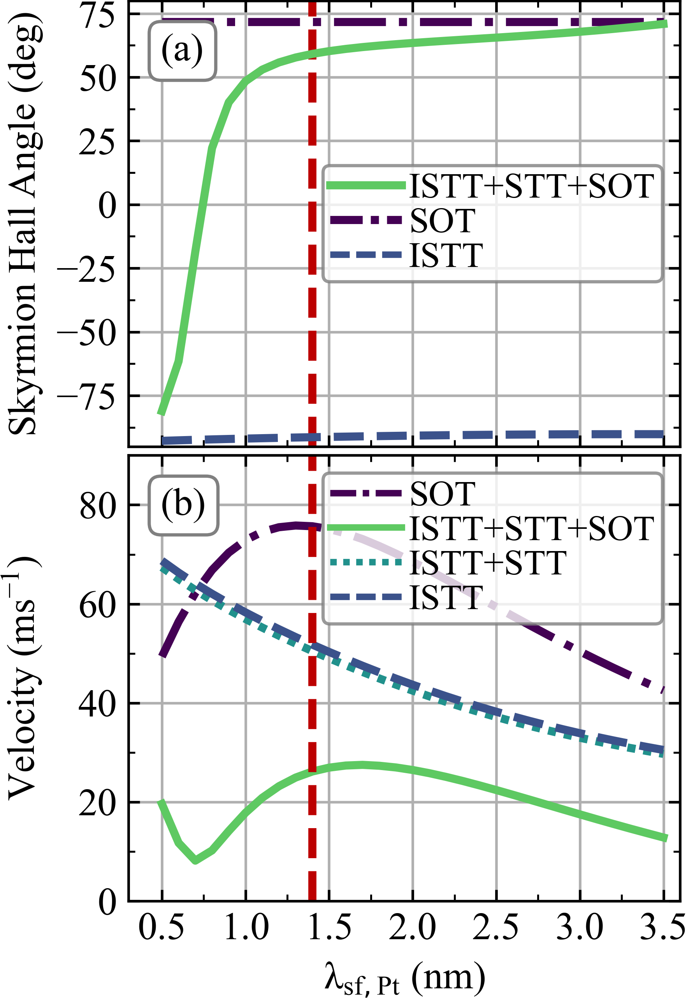 Skyrmion Hall Angle (deg)
75
50
25
0
−25
−50
−75
(a)
ISTT+STT+SOT
SOT
ISTT
Velocity (ms⁻¹)
80
60
40
20
0
(b)
SOT
ISTT+STT+SOT
ISTT+STT
ISTT
0.5 1.0 1.5 2.0 2.5 3.0 3.5
λsf, Pt (nm)